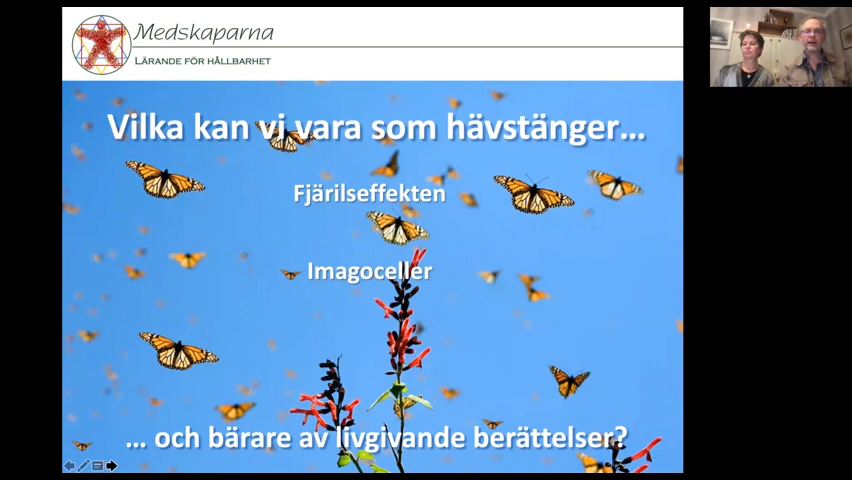 Medskaparna
LÄRANDE FÖR HÅLLBARHET
Vilka kan vi vara som hävstänger...
Fjärilseffekten
Imagoceller
... och bärare av livgivande berättelser?